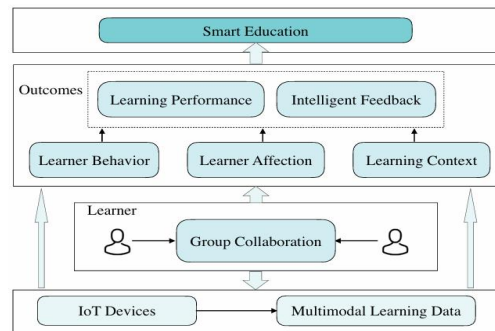 Smart Education
Outcomes
Learning Performance
Intelligent Feedback
Learner Behavior
Learner Affection
Learning Context
Learner
Group Collaboration
IoT Devices
Multimodal Learning Data